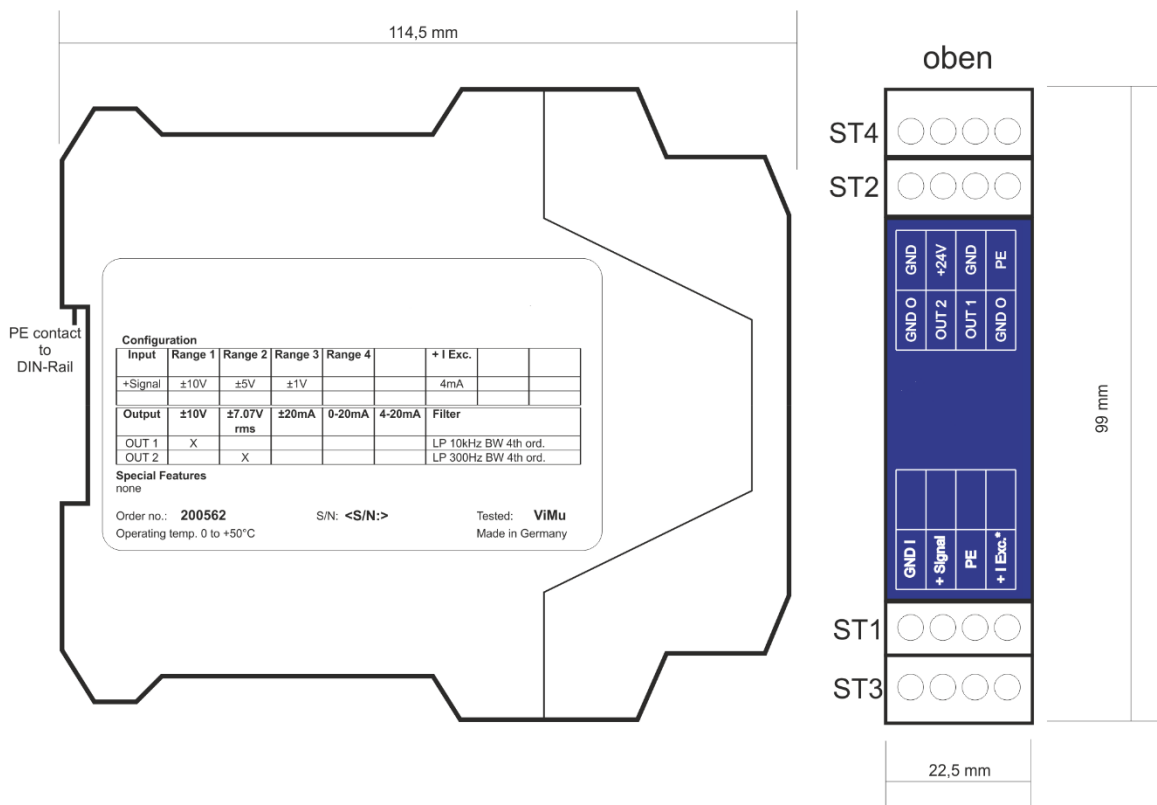 114,5 mm
oben
ST4
ST2
GND +24V GND PE
GND O OUT 2 OUT 1 GND O
PE contact
to
DIN-Rail
Configuration
Input Range 1 Range 2 Range 3 Range 4 + I Exc.
+Signal ±10V ±5V ±1V 4mA
Output ±10V ±7.07V rms ±20mA 0-20mA 4-20mA Filter
OUT 1 X LP 10kHz BW 4th ord.
OUT 2 X LP 300Hz BW 4th ord.
Special Features
none
Order no.: 200562 S/N: <S/N:> Tested: ViMu
Operating temp. 0 to +50°C Made in Germany
GND I + Signal PE + I Exc.*
ST1
ST3
99 mm
22,5 mm